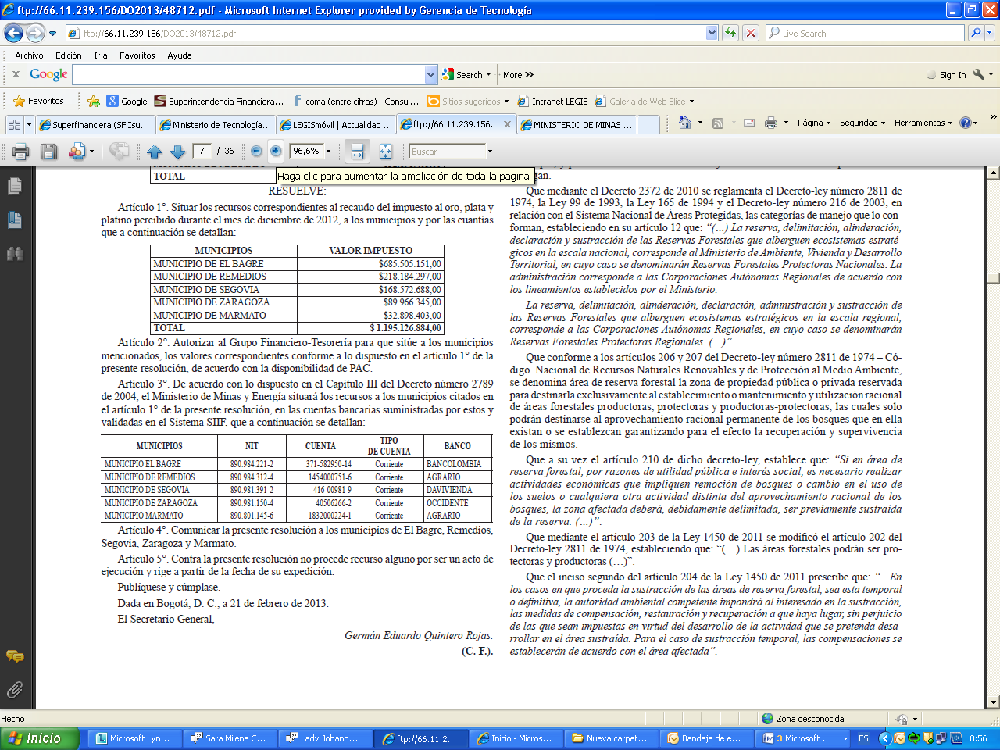 ftp://66.11.239.156/DO2013/48712.pdf - Microsoft Internet Explorer provided by Gerencia de Tecnología
ftp://66.11.239.156/DO2013/48712.pdf
Live Search
Archivo Edición Ir a Favoritos Ayuda
x Google Search More » Sign In
Favoritos Google Superintendencia Financiera... coma (entre cifras) - Consul... Sitios sugeridos Intranet LEGIS Galería de Web Slice
Superfinanciera (SFCsu... Ministerio de Tecnología... LEGISmóvil | Actualidad ... ftp://66.11.239.156... x MINISTERIO DE MINAS ... Página Seguridad Herramientas »
7 / 36 96,6% Buscar
TOTAL
Haga clic para aumentar la ampliación de toda la página
RESUELVE:
Artículo 1°. Situar los recursos correspondientes al recaudo del impuesto al oro, plata y
platino percibido durante el mes de diciembre de 2012, a los municipios y por las cuantías
que a continuación se detallan:
MUNICIPIOS VALOR IMPUESTO
MUNICIPIO DE EL BAGRE $685.505.151,00
MUNICIPIO DE REMEDIOS $218.184.297,00
MUNICIPIO DE SEGOVIA $168.572.688,00
MUNICIPIO DE ZARAGOZA $89.966.345,00
MUNICIPIO DE MARMATO $32.898.403,00
TOTAL $ 1.195.126.884,00
Artículo 2°. Autorizar al Grupo Financiero-Tesorería para que sitúe a los municipios
mencionados, los valores correspondientes conforme a lo dispuesto en el artículo 1° de la
presente resolución, de acuerdo con la disponibilidad de PAC.
Artículo 3°. De acuerdo con lo dispuesto en el Capítulo III del Decreto número 2789
de 2004, el Ministerio de Minas y Energía situará los recursos a los municipios citados en
el artículo 1° de la presente resolución, en las cuentas bancarias suministradas por estos y
validadas en el Sistema SIIF, que a continuación se detallan:
MUNICIPIOS NIT CUENTA TIPO DE CUENTA BANCO
MUNICIPIO EL BAGRE 890.984.221-2 371-582950-14 Corriente BANCOLOMBIA
MUNICIPIO DE REMEDIOS 890.984.312-4 1454000751-6 Corriente AGRARIO
MUNICIPIO DE SEGOVIA 890.981.391-2 416-00981-9 Corriente DAVIVIENDA
MUNICIPIO DE ZARAGOZA 890.981.150-4 40506266-2 Corriente OCCIDENTE
MUNICIPIO MARMATO 890.801.145-6 1832000224-1 Corriente AGRARIO
Artículo 4°. Comunicar la presente resolución a los municipios de El Bagre, Remedios,
Segovia, Zaragoza y Marmato.
Artículo 5°. Contra la presente resolución no procede recurso alguno por ser un acto de
ejecución y rige a partir de la fecha de su expedición.
Publíquese y cúmplase.
Dada en Bogotá, D. C., a 21 de febrero de 2013.
El Secretario General,
Germán Eduardo Quintero Rojas.
(C. F.).
Que mediante el Decreto 2372 de 2010 se reglamenta el Decreto-ley número 2811 de
1974, la Ley 99 de 1993, la Ley 165 de 1994 y el Decreto-ley número 216 de 2003, en
relación con el Sistema Nacional de Áreas Protegidas, las categorías de manejo que lo con-
forman, estableciendo en su artículo 12 que: “(…) La reserva, delimitación, alinderación,
declaración y sustracción de las Reservas Forestales que alberguen ecosistemas estraté-
gicos en la escala nacional, corresponde al Ministerio de Ambiente, Vivienda y Desarrollo
Territorial, en cuyo caso se denominarán Reservas Forestales Protectoras Nacionales. La
administración corresponde a las Corporaciones Autónomas Regionales de acuerdo con
los lineamientos establecidos por el Ministerio.
La reserva, delimitación, alinderación, declaración, administración y sustracción de
las Reservas Forestales que alberguen ecosistemas estratégicos en la escala regional,
corresponde a las Corporaciones Autónomas Regionales, en cuyo caso se denominarán
Reservas Forestales Protectoras Regionales. (…)”.
Que conforme a los artículos 206 y 207 del Decreto-ley número 2811 de 1974 – Có-
digo. Nacional de Recursos Naturales Renovables y de Protección al Medio Ambiente,
se denomina área de reserva forestal la zona de propiedad pública o privada reservada
para destinarla exclusivamente al establecimiento o mantenimiento y utilización racional
de áreas forestales productoras, protectoras y productoras-protectoras, las cuales solo
podrán destinarse al aprovechamiento racional permanente de los bosques que en ella
existan o se establezcan garantizando para el efecto la recuperación y supervivencia
de los mismos.
Que a su vez el artículo 210 de dicho decreto-ley, establece que: “Si en área de
reserva forestal, por razones de utilidad pública e interés social, es necesario realizar
actividades económicas que impliquen remoción de bosques o cambio en el uso de
los suelos o cualquiera otra actividad distinta del aprovechamiento racional de los
bosques, la zona afectada deberá, debidamente delimitada, ser previamente sustraída
de la reserva. (…)”.
Que mediante el artículo 203 de la Ley 1450 de 2011 se modificó el artículo 202 del
Decreto-ley 2811 de 1974, estableciendo que: “(…) Las áreas forestales podrán ser pro-
tectoras y productoras (…)”.
Que el inciso segundo del artículo 204 de la Ley 1450 de 2011 prescribe que: “…En
los casos en que proceda la sustracción de las áreas de reserva forestal, sea esta temporal
o definitiva, la autoridad ambiental competente impondrá al interesado en la sustracción,
las medidas de compensación, restauración y recuperación a que haya lugar, sin perjuicio
de las que sean impuestas en virtud del desarrollo de la actividad que se pretenda desa-
rrollar en el área sustraída. Para el caso de sustracción temporal, las compensaciones se
establecerán de acuerdo con el área afectada”.
Hecho Zona desconocida
Inicio Microsoft Lyn... Sara Milena C... Lady Johann... ftp://66.11.2... Inicio - Micros... Nueva carpet... Bandeja de e... 3 Microsoft ... ES 8:56